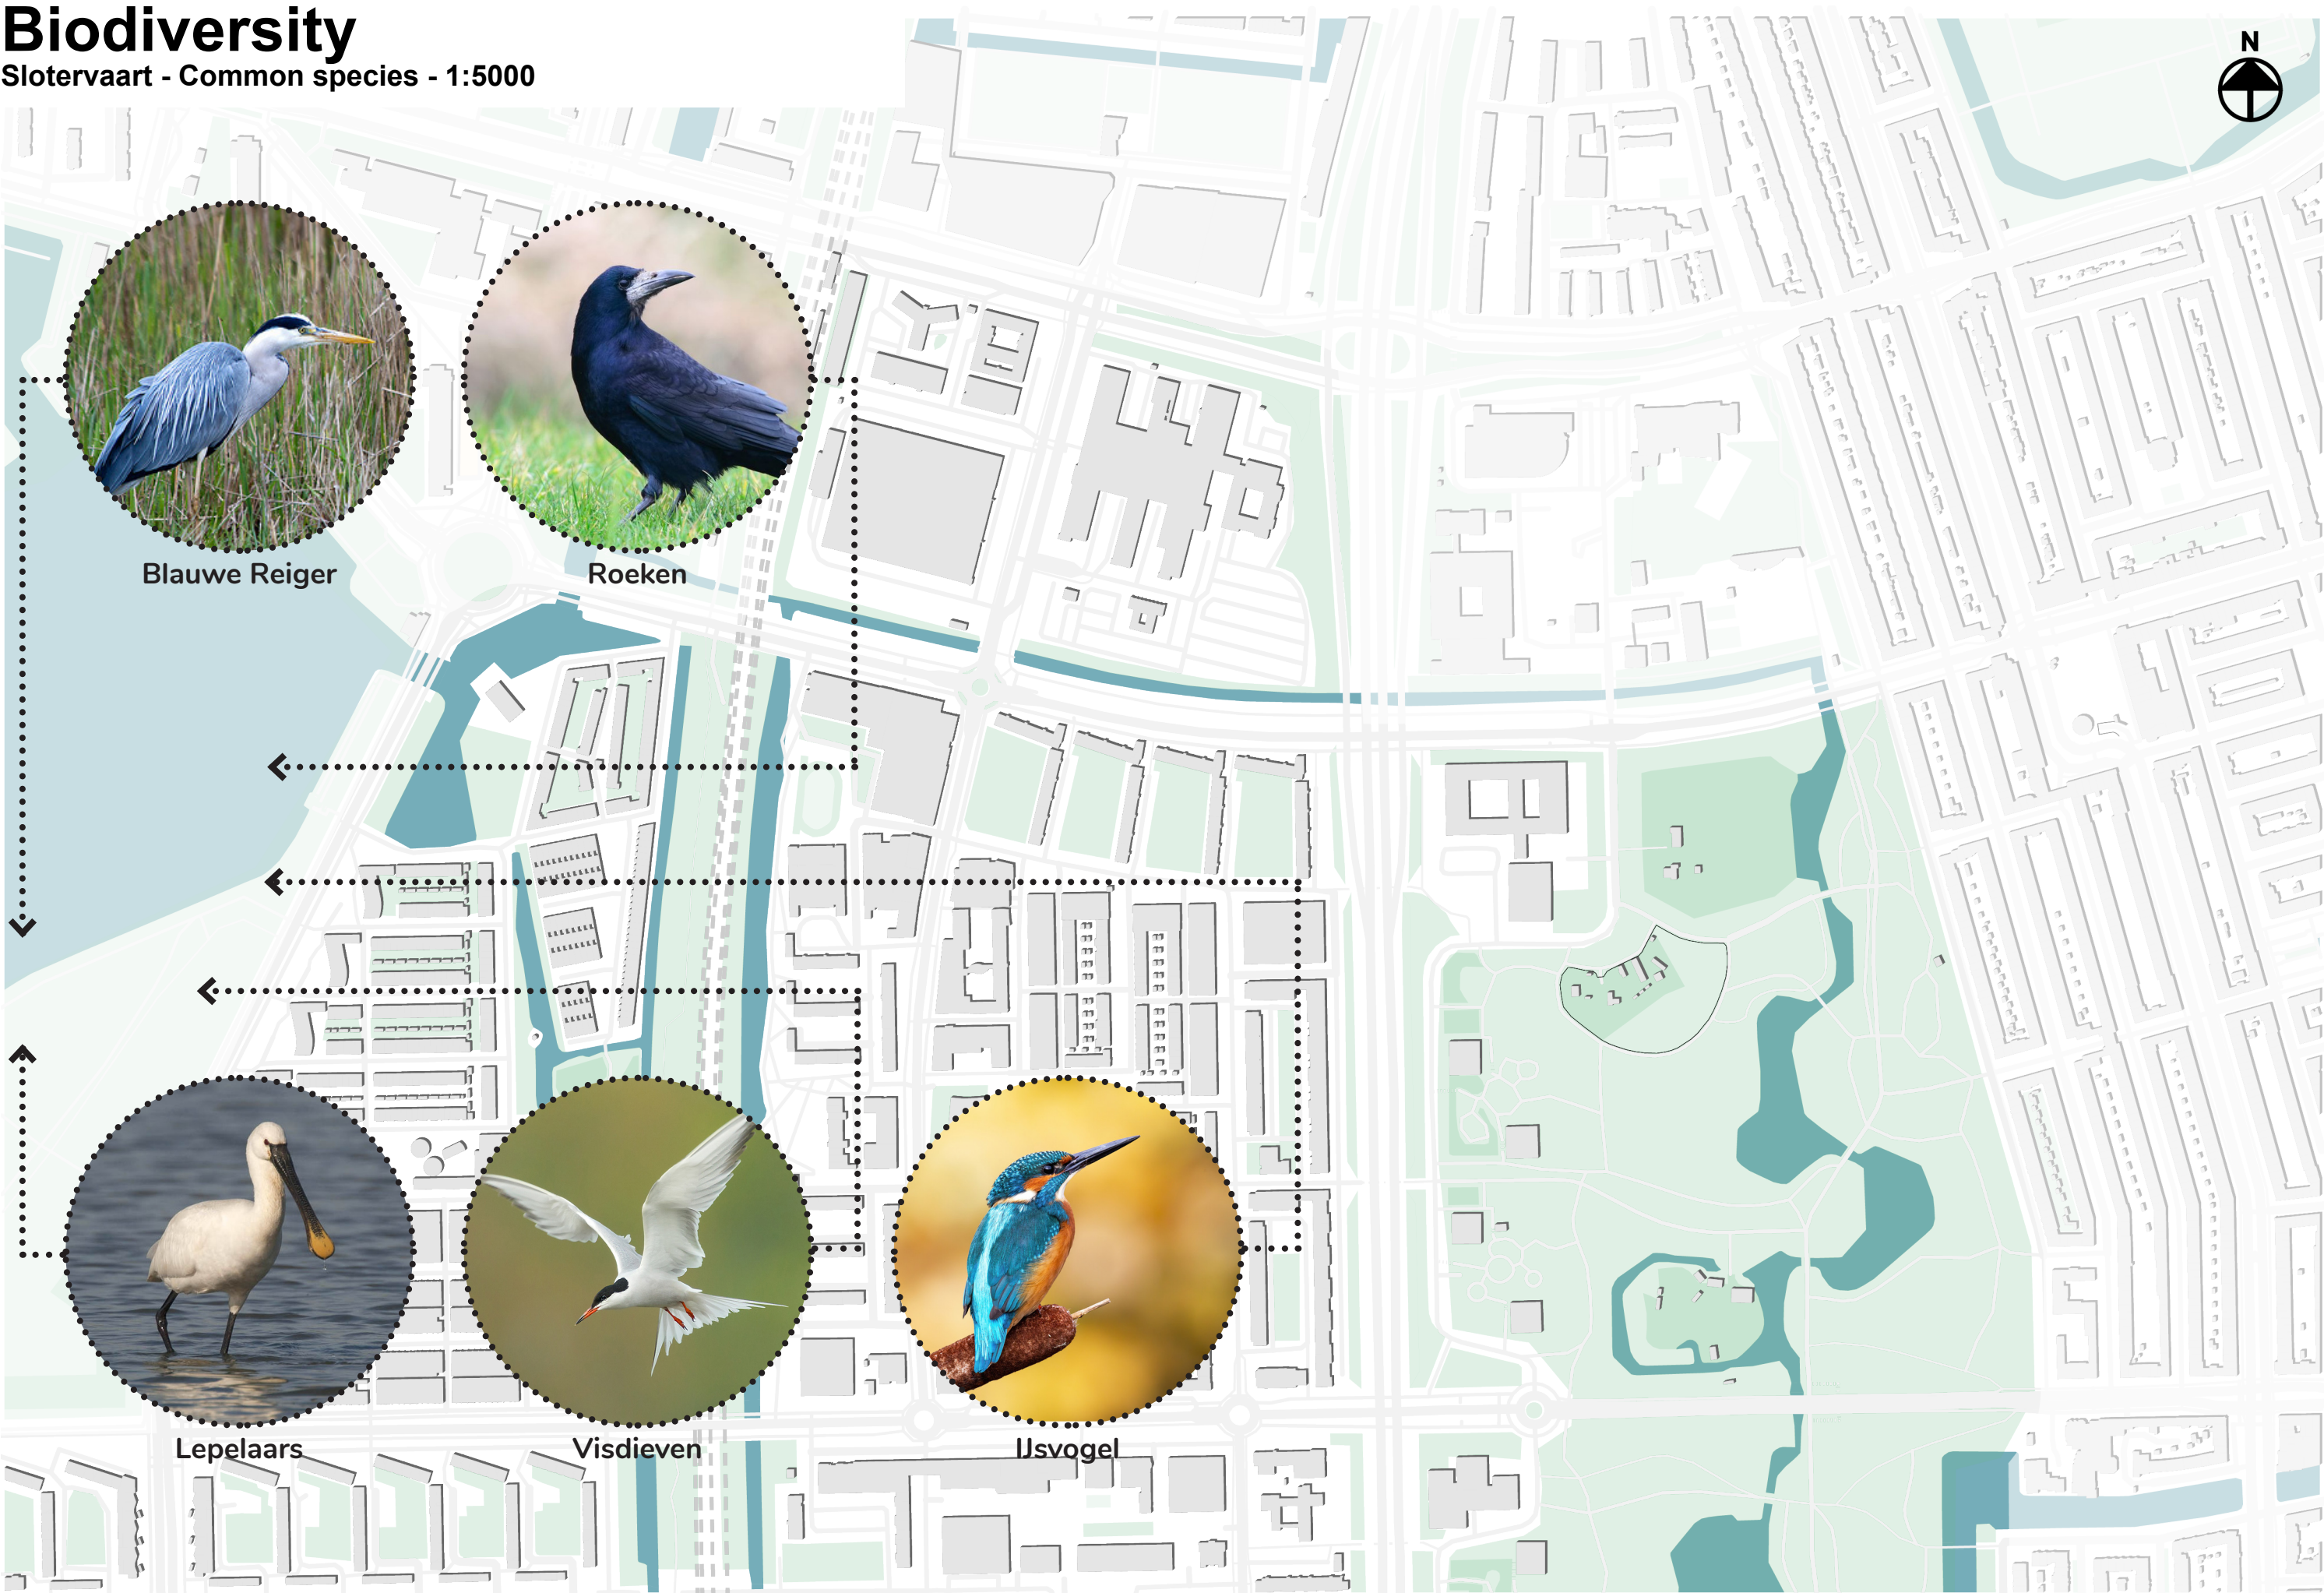 Biodiversity
Slotervaart - Common species - 1:5000
N
Blauwe Reiger
Roeken
Lepelaars
Visdieven
IJsvogel